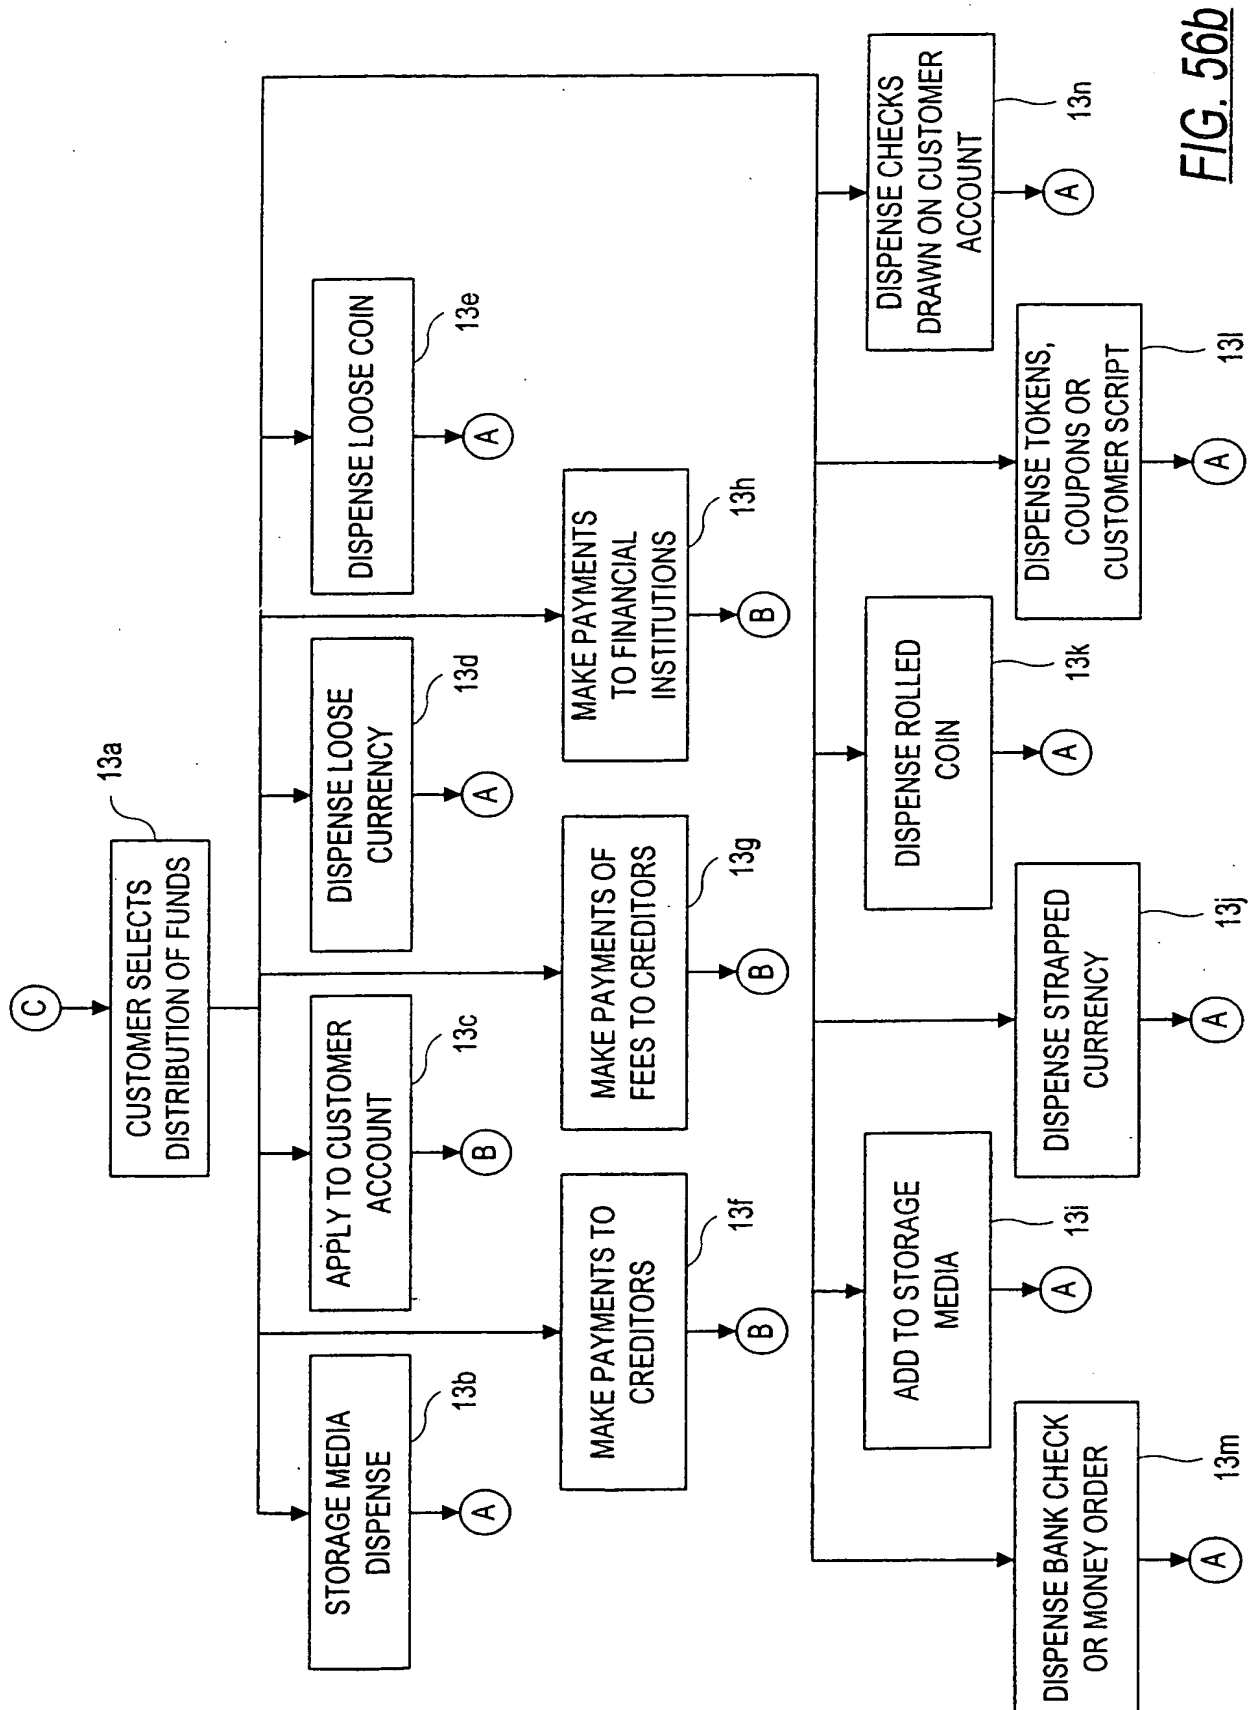 C
CUSTOMER SELECTS
DISTRIBUTION OF FUNDS
13a
STORAGE MEDIA
DISPENSE
13b
A
APPLY TO CUSTOMER
ACCOUNT
13c
B
DISPENSE LOOSE
CURRENCY
13d
A
DISPENSE LOOSE COIN
13e
A
MAKE PAYMENTS TO
CREDITORS
13f
B
MAKE PAYMENTS OF
FEES TO CREDITORS
13g
B
MAKE PAYMENTS
TO FINANCIAL
INSTITUTIONS
13h
B
ADD TO STORAGE
MEDIA
13i
A
DISPENSE ROLLED
COIN
13k
A
DISPENSE CHECKS
DRAWN ON CUSTOMER
ACCOUNT
13n
A
DISPENSE BANK CHECK
OR MONEY ORDER
13m
A
DISPENSE STRAPPED
CURRENCY
13j
A
DISPENSE TOKENS,
COUPONS OR
CUSTOMER SCRIPT
13l
A
FIG. 56b